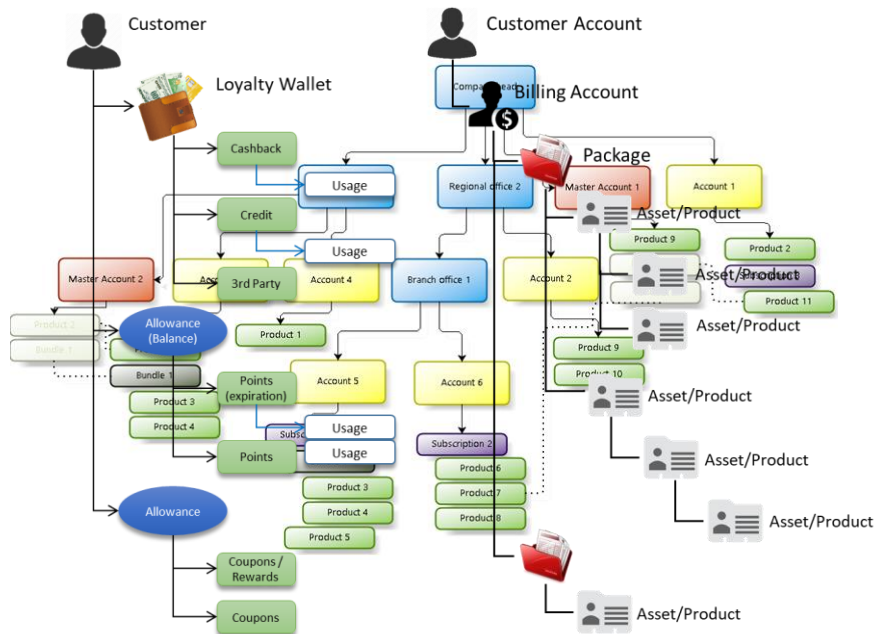 Customer
Customer Account
Loyalty Wallet
Billing Account
Cashback
Package
Usage
Regional office 2
Master Account 1
Account 1
Credit
Asset/Product
Usage
Product 9
Product 2
Master Account 2
3rd Party
Account 4
Branch office 1
Account 2
Asset/Product
Product 11
Product 2
Allowance
(Balance)
Product 1
Asset/Product
Bundle 1
Product 9
Bundle 1
Product 10
Points
(expiration)
Account 5
Account 6
Asset/Product
Product 3
Product 4
Usage
Points
Usage
Subscription 2
Asset/Product
Product 6
Product 3
Product 7
Allowance
Product 4
Product 8
Asset/Product
Product 5
Coupons /
Rewards
Coupons
Asset/Product